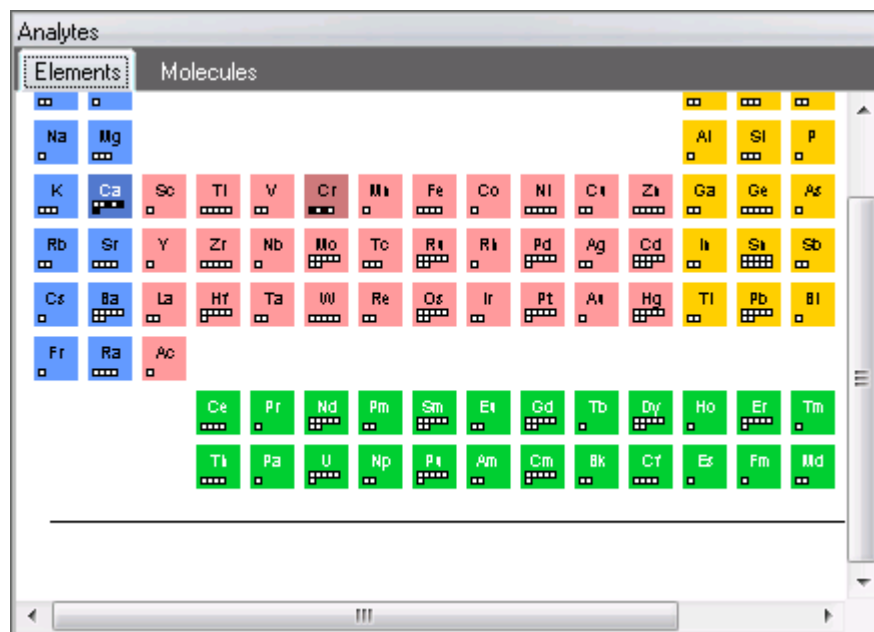 Analytes
Elements Molecules
Na Mg Al Si P
K Ca Sc Ti V Cr Mn Fe Co Ni Cu Zn Ga Ge As
Rb Sr Y Zr Nb Mo Tc Ru Rh Pd Ag Cd In Sn Sb
Cs Ba La Hf Ta W Re Os Ir Pt Au Hg Tl Pb Bi
Fr Ra Ac
Ce Pr Nd Pm Sm Eu Gd Tb Dy Ho Er Tm
Th Pa U Np Pu Am Cm Bk Cf Es Fm Md